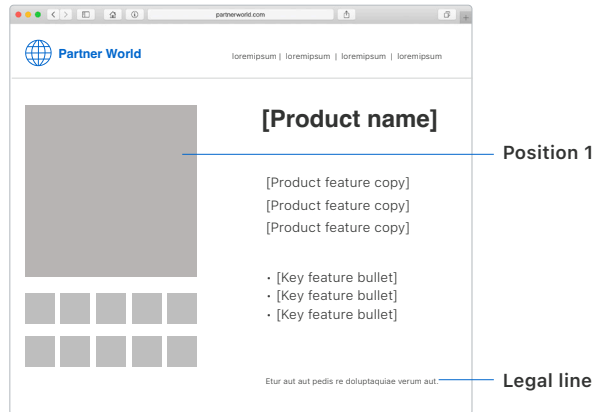 partnerworld.com
Partner World
loremipsum | loremipsum | loremipsum | loremipsum
[Product name]
Position 1
[Product feature copy]
[Product feature copy]
[Product feature copy]
• [Key feature bullet]
• [Key feature bullet]
• [Key feature bullet]
Etur aut aut pedis re doluptaquiae verum aut.
Legal line